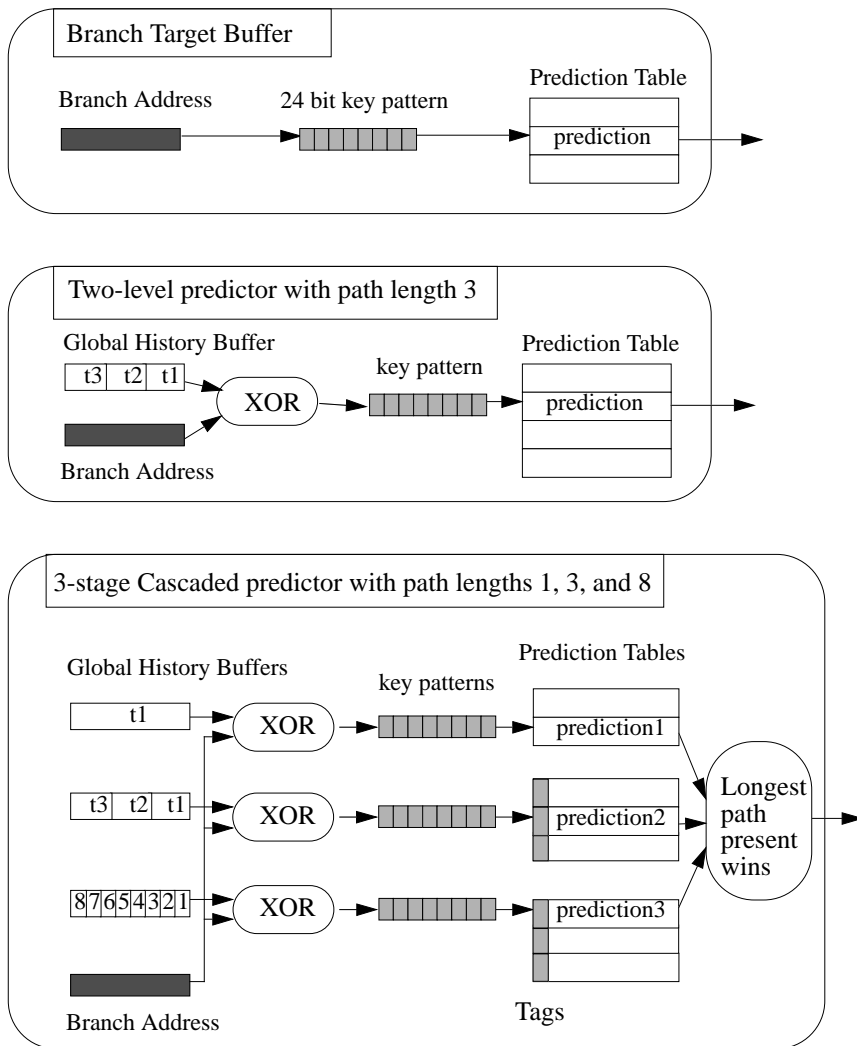 Branch Target Buffer
Prediction Table
Branch Address
24 bit key pattern
prediction
Two-level predictor with path length 3
Global History Buffer
Prediction Table
key pattern
t3 t2 t1
XOR
prediction
Branch Address
3-stage Cascaded predictor with path lengths 1, 3, and 8
Prediction Tables
Global History Buffers
key patterns
t1
XOR
prediction1
t3 t2 t1
XOR
prediction2
Longest
path
present
wins
87654321
XOR
prediction3
Branch Address
Tags